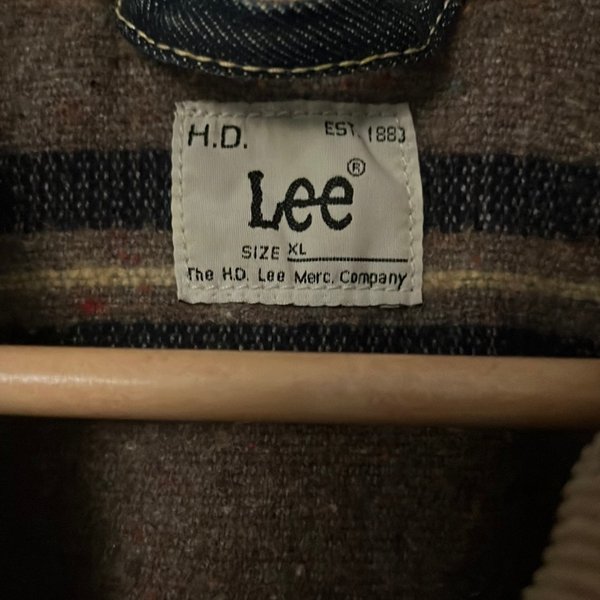 H.D. EST. 1883
Lee®
SIZE XL
The H.D. Lee Merc. Company